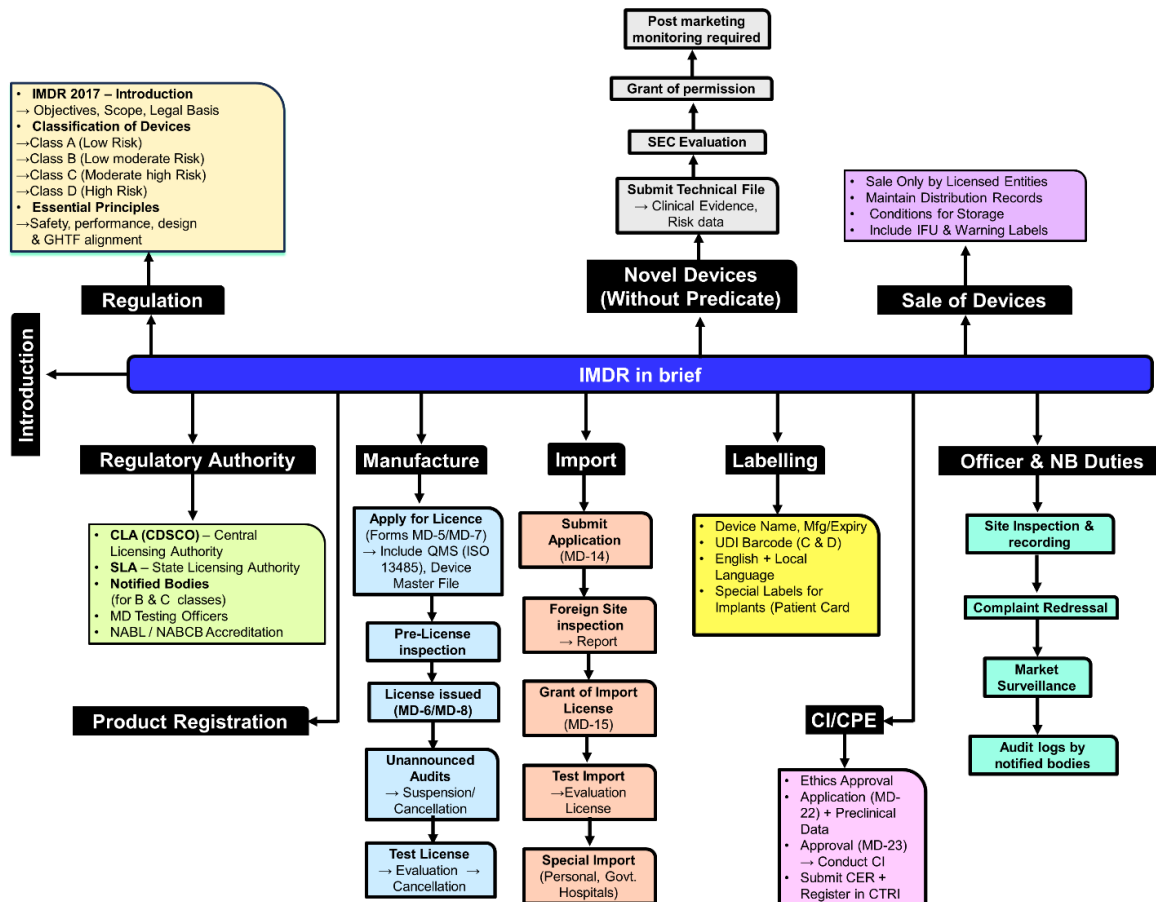 Post marketing
monitoring required
Grant of permission
SEC Evaluation
Submit Technical File
→ Clinical Evidence,
Risk data
Novel Devices
(Without Predicate)
• IMDR 2017 – Introduction
→ Objectives, Scope, Legal Basis
• Classification of Devices
→Class A (Low Risk)
→Class B (Low moderate Risk)
→Class C (Moderate high Risk)
→Class D (High Risk)
• Essential Principles
→Safety, performance, design
& GHTF alignment
Regulation
• Sale Only by Licensed Entities
• Maintain Distribution Records
• Conditions for Storage
• Include IFU & Warning Labels
Sale of Devices
Introduction
IMDR in brief
Regulatory Authority
• CLA (CDSCO) – Central
Licensing Authority
• SLA – State Licensing Authority
• Notified Bodies
(for B & C classes)
• MD Testing Officers
• NABL / NABCB Accreditation
Product Registration
Manufacture
Apply for Licence
(Forms MD-5/MD-7)
→ Include QMS (ISO
13485), Device
Master File
Pre-License
inspection
License issued
(MD-6/MD-8)
Unannounced
Audits
→ Suspension/
Cancellation
Test License
→ Evaluation →
Cancellation
Import
Submit
Application
(MD-14)
Foreign Site
inspection
→ Report
Grant of Import
License
(MD-15)
Test Import
→Evaluation
License
Special Import
(Personal, Govt.
Hospitals)
Labelling
• Device Name, Mfg/Expiry
• UDI Barcode (C & D)
• English + Local
Language
• Special Labels for
Implants (Patient Card
CI/CPE
• Ethics Approval
• Application (MD-
22) + Preclinical
Data
• Approval (MD-23)
→ Conduct CI
• Submit CER +
Register in CTRI
Officer & NB Duties
Site Inspection &
recording
Complaint Redressal
Market
Surveillance
Audit logs by
notified bodies